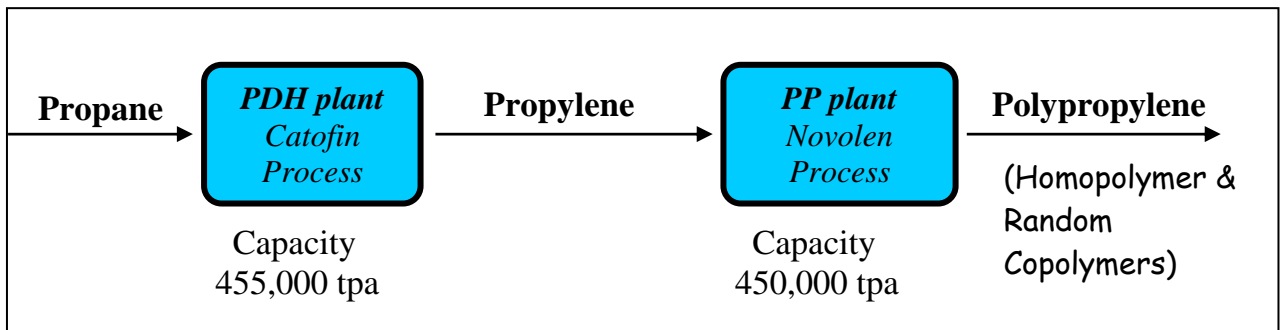 Propane
PDH plant
Catofin
Process
Capacity
455,000 tpa
Propylene
PP plant
Novolen
Process
Capacity
450,000 tpa
Polypropylene
(Homopolymer &
Random
Copolymers)